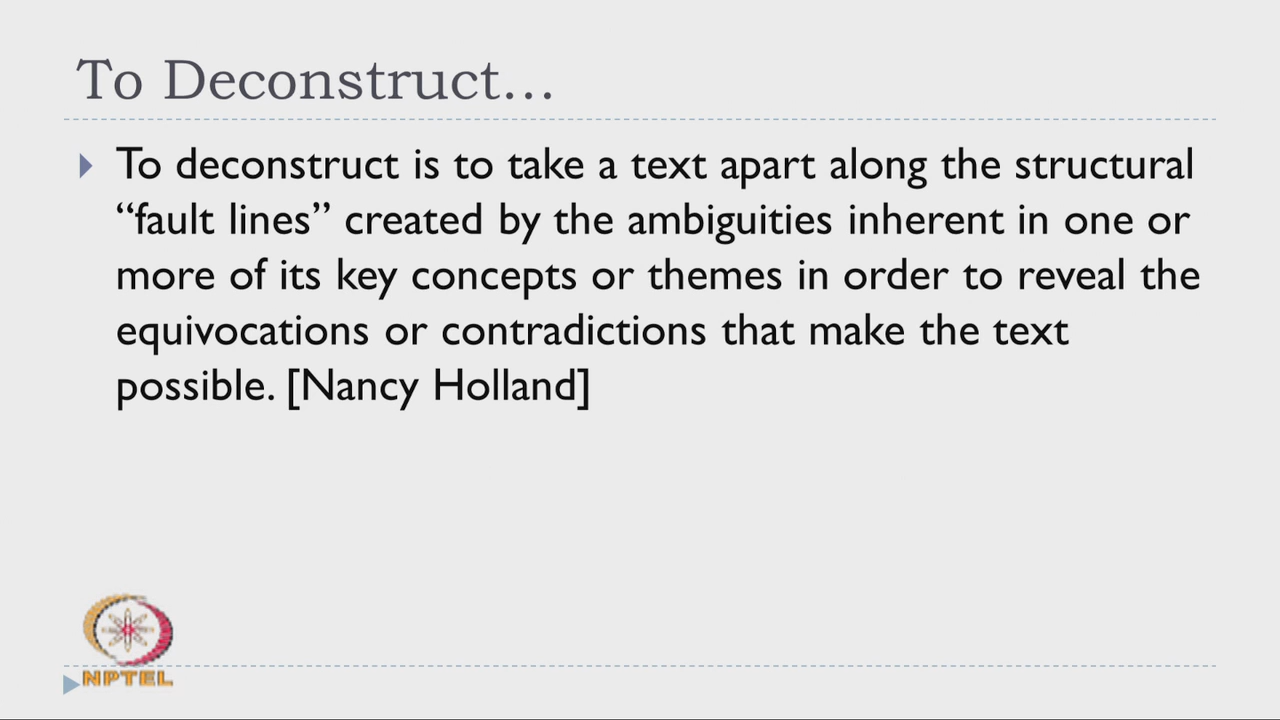 To Deconstruct...
To deconstruct is to take a text apart along the structural
“fault lines” created by the ambiguities inherent in one or
more of its key concepts or themes in order to reveal the
equivocations or contradictions that make the text
possible. [Nancy Holland]
NPTEL